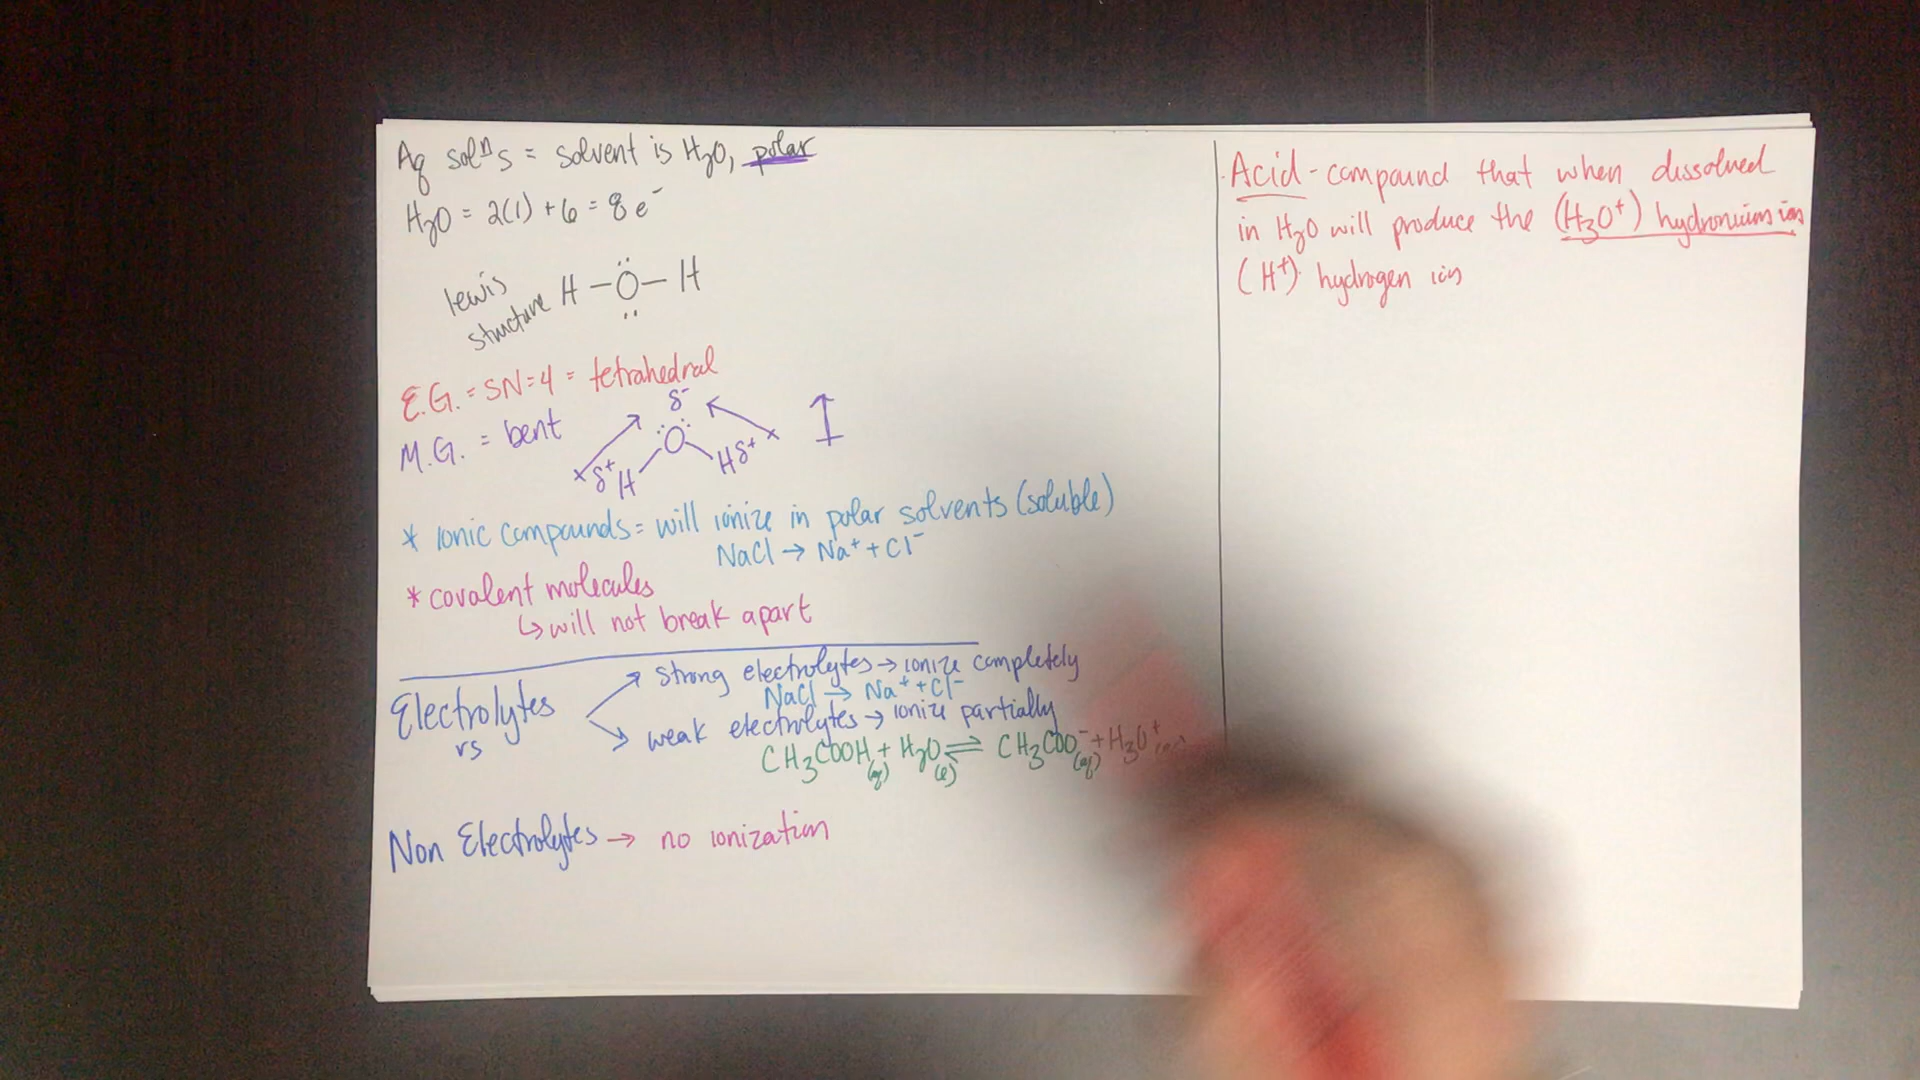 Aq solⁿs = solvent is H₂O, polar
H₂O = 2(1) + 6 = 8 e⁻
lewis
structure H – Ö – H
E.G. = SN=4 = tetrahedral
M.G. = bent
δ⁻
O
δ⁺ H
H δ⁺
* ionic compounds = will ionize in polar solvents (soluble)
NaCl → Na⁺ + Cl⁻
* covalent molecules
↳ will not break apart
Electrolytes
vs
strong electrolytes → ionize completely
NaCl → Na⁺ + Cl⁻
weak electrolytes → ionize partially
CH₃COOH(aq) + H₂O(l) ⇌ CH₃COO⁻(aq) + H₃O⁺
Non Electrolytes → no ionization
Acid - compound that when dissolved
in H₂O will produce the (H₃O⁺) hydronium ion
(H⁺) hydrogen ion